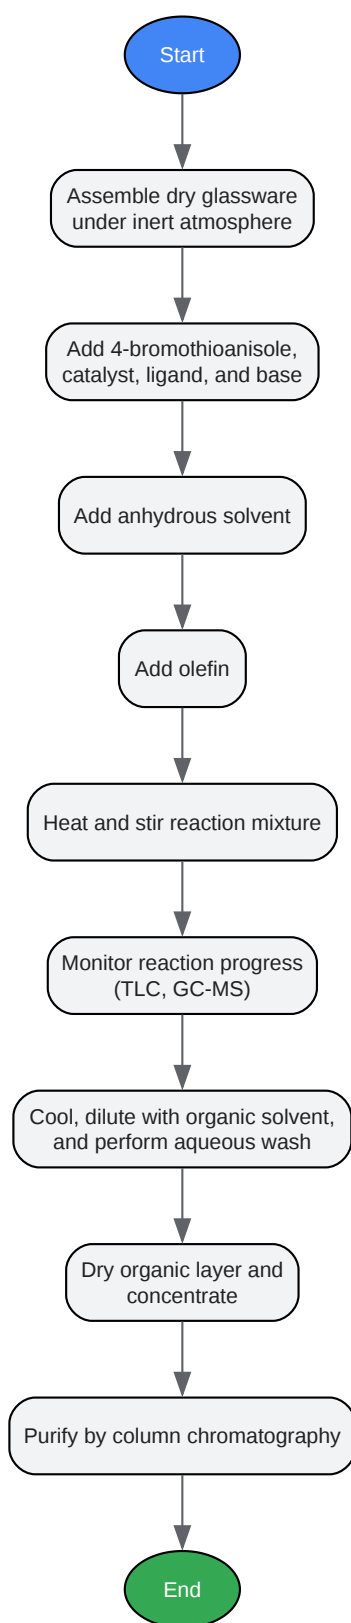 Start
Assemble dry glassware
under inert atmosphere
Add 4-bromothioanisole,
catalyst, ligand, and base
Add anhydrous solvent
Add olefin
Heat and stir reaction mixture
Monitor reaction progress
(TLC, GC-MS)
Cool, dilute with organic solvent,
and perform aqueous wash
Dry organic layer and
concentrate
Purify by column chromatography
End